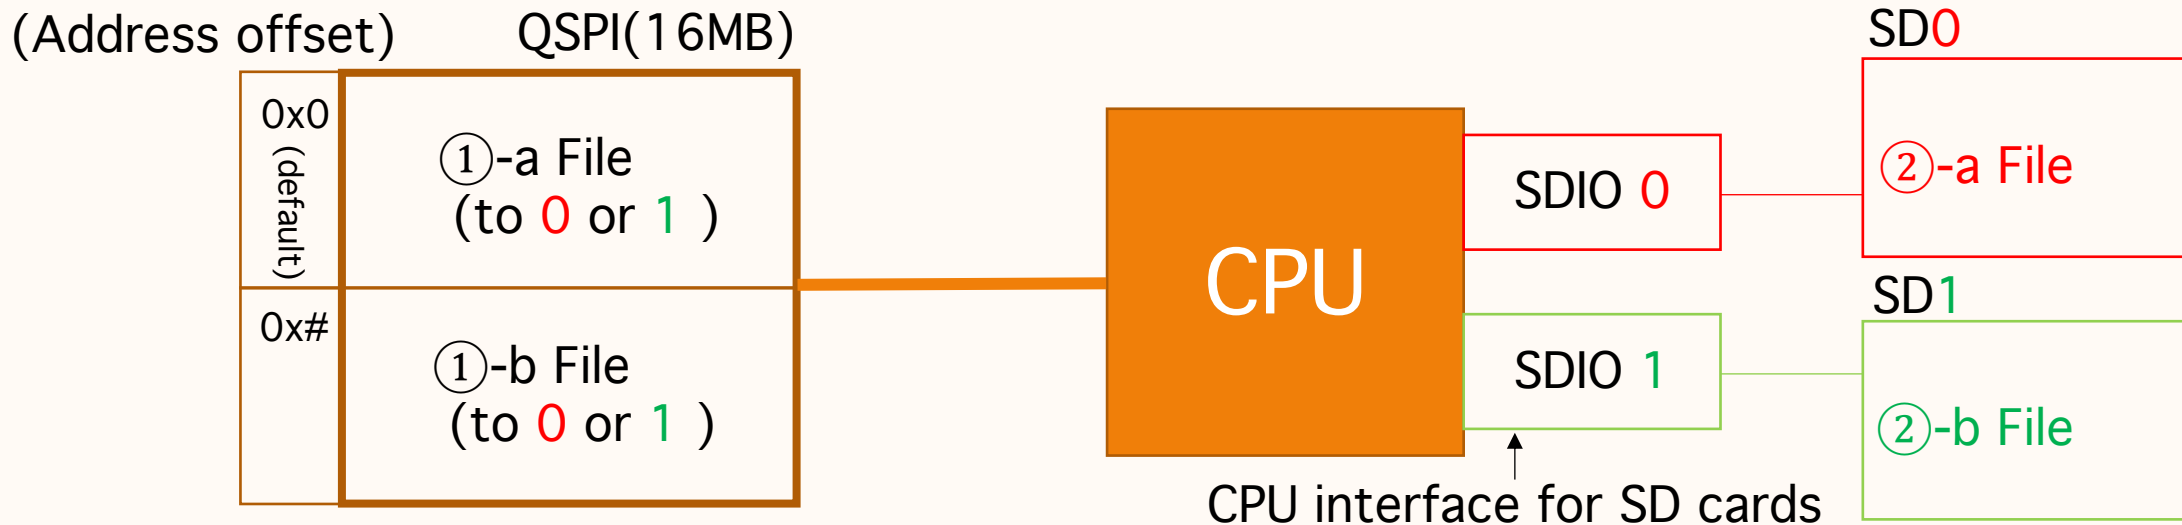 (Address offset)
QSPI(16MB)
0x0
(default)
①-a File
(to 0 or 1 )
0x#
①-b File
(to 0 or 1 )
CPU
SDIO 0
SDIO 1
CPU interface for SD cards
SD0
②-a File
SD1
②-b File